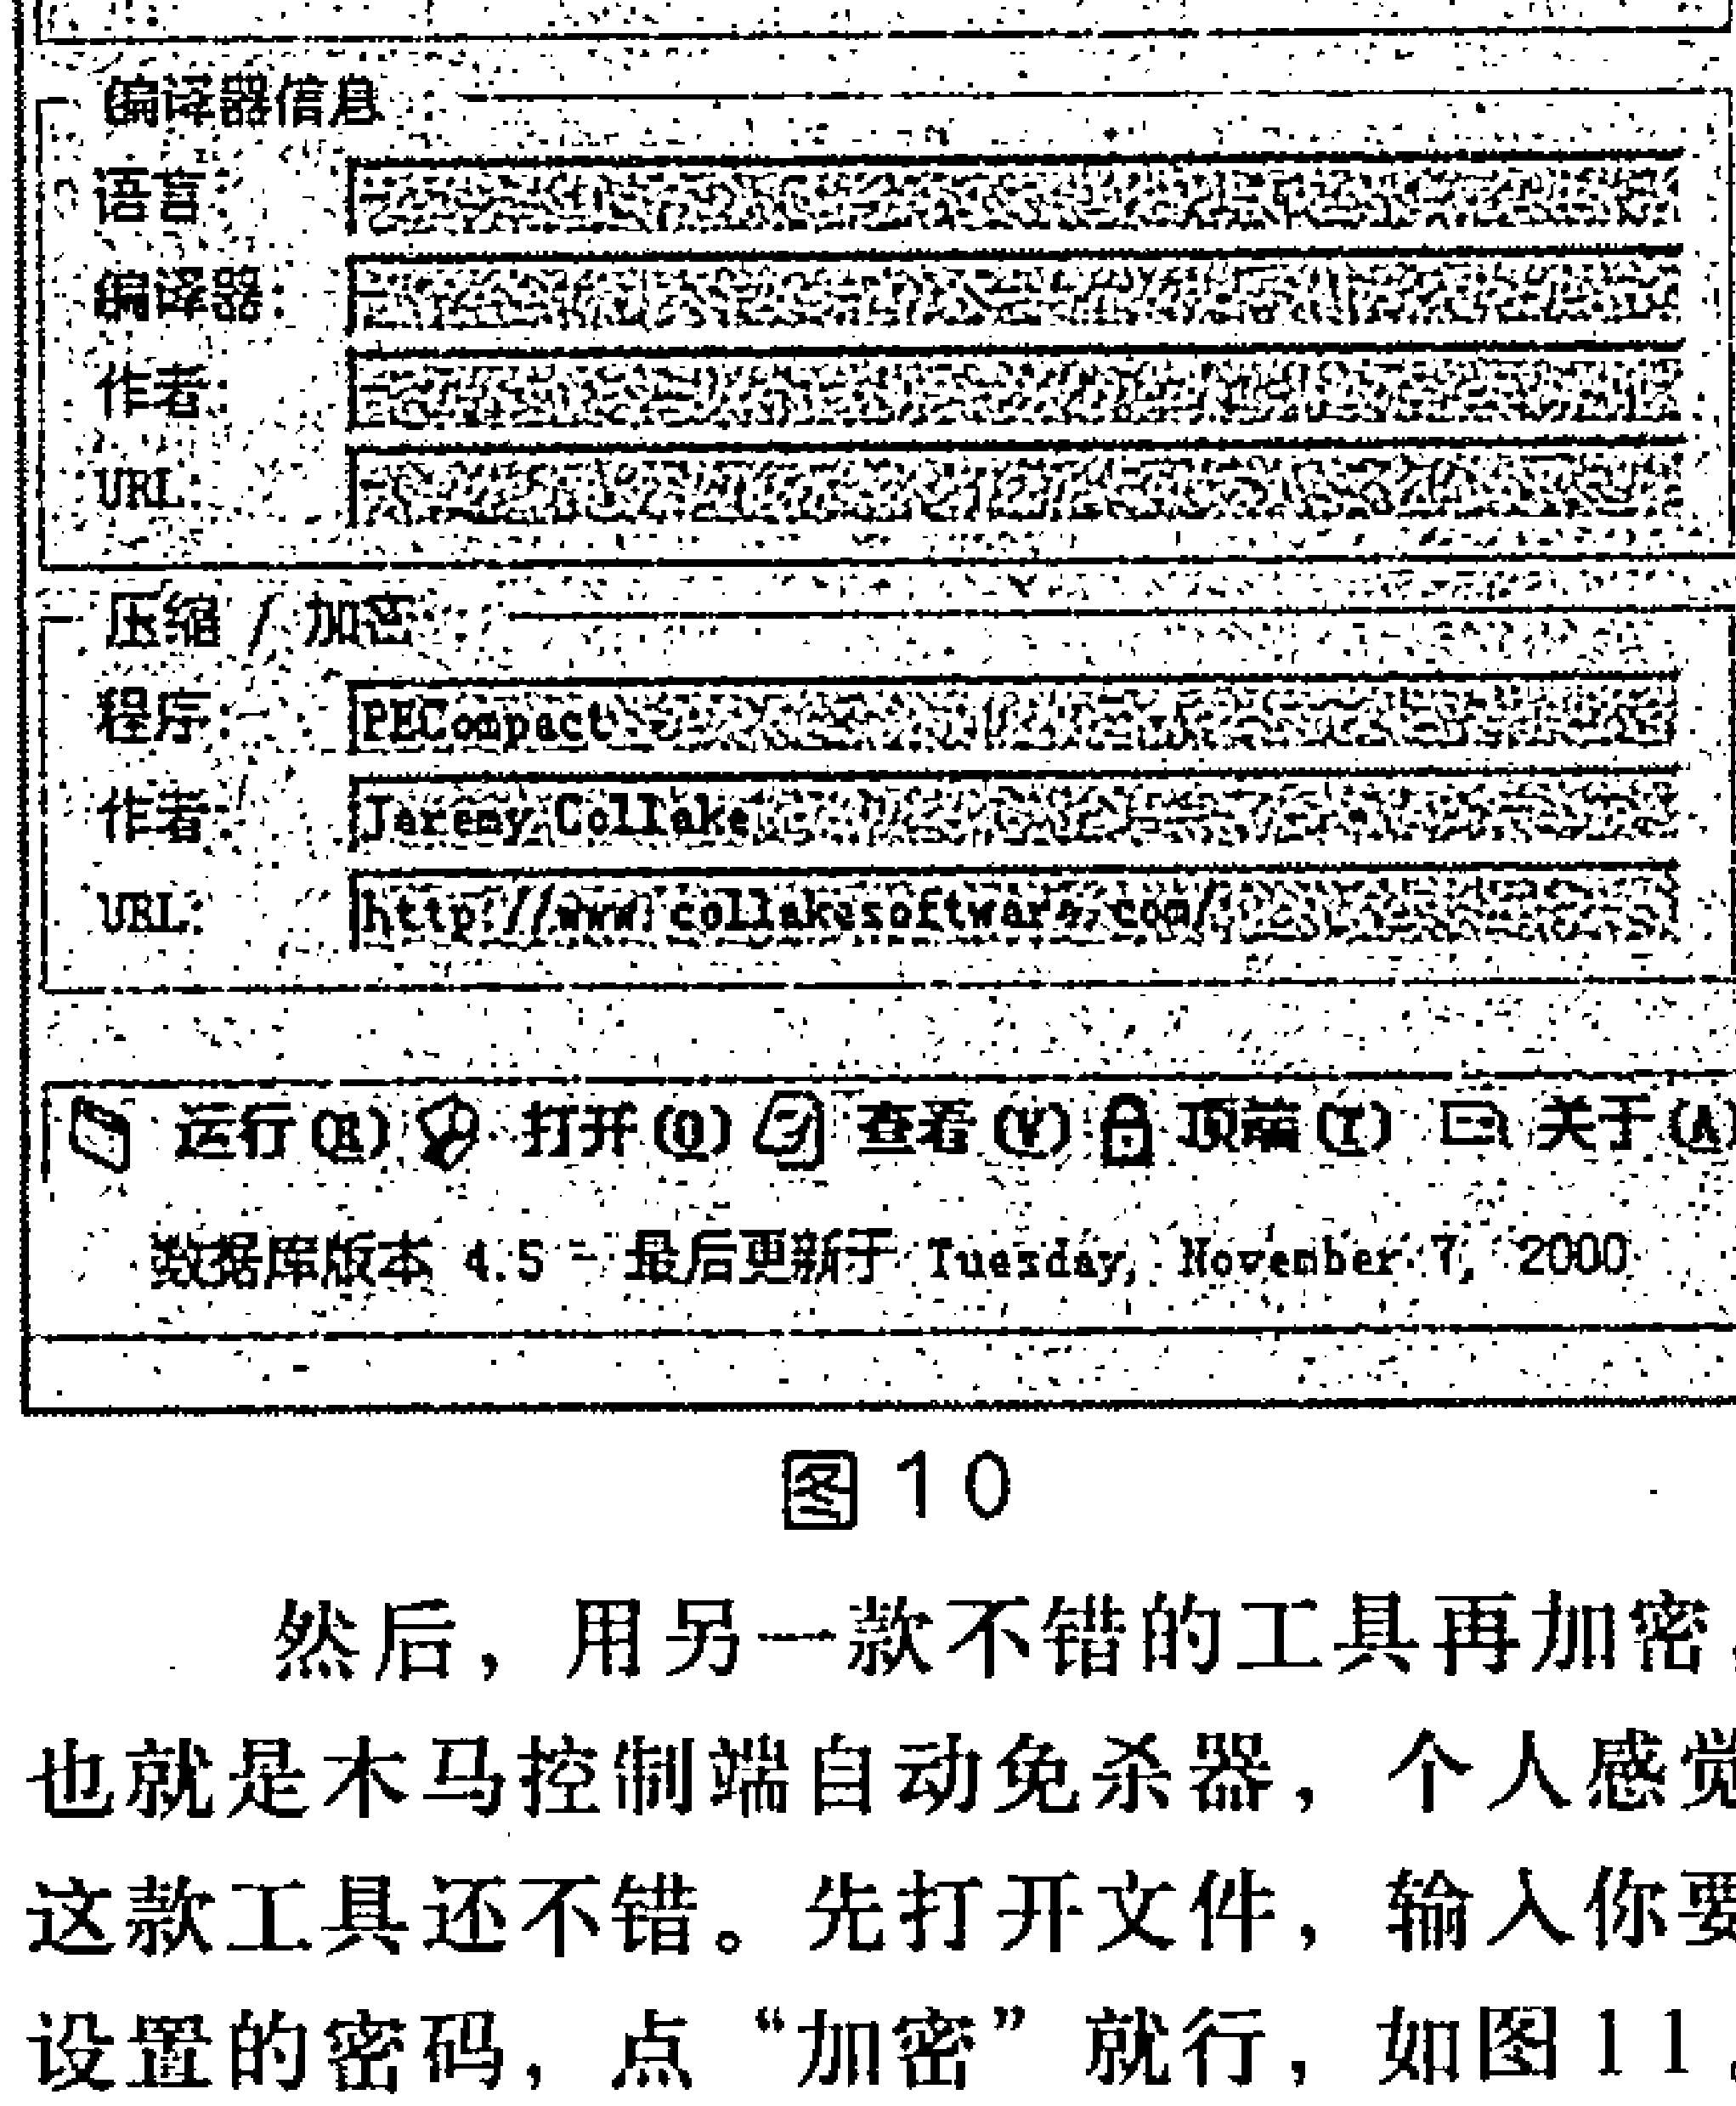 编译器信息
语言:
编译器:
作者:
URL:
压缩 / 加密
程序: PECompact
作者: Jeremy Collake
URL: http://www.collakesoftware.com/
运行(R) 打开(O) 查看(V) 顶端(T) 关于(A)
数据库版本 4.5 - 最后更新于 Tuesday, November 7, 2000
图10
然后，用另一款不错的工具再加密，
也就是木马控制端自动免杀器，个人感觉
这款工具还不错。先打开文件，输入你要
设置的密码，点“加密”就行，如图11。